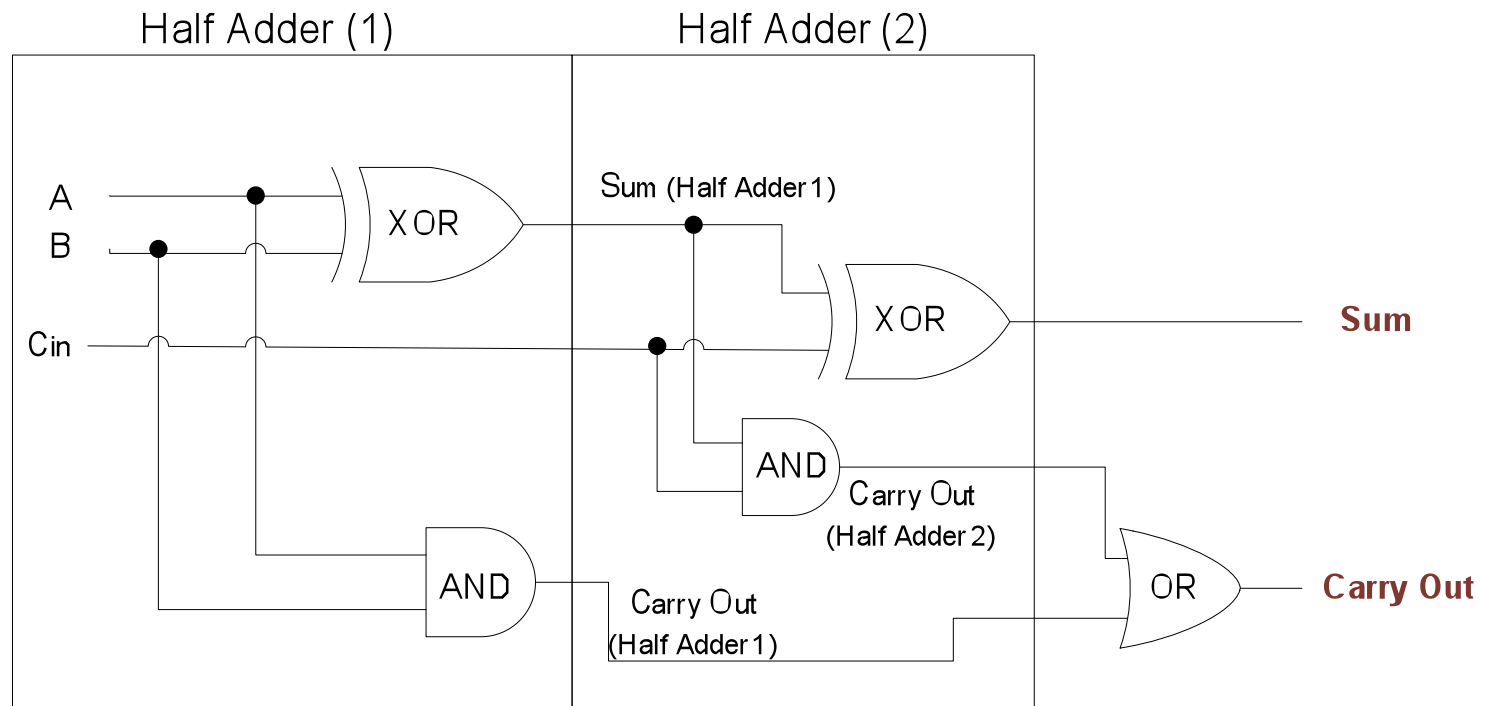 Half Adder (1)
Half Adder (2)
A
B
Cin
XOR
Sum (Half Adder 1)
XOR
Sum
AND
Carry Out
(Half Adder 2)
AND
Carry Out
(Half Adder 1)
OR
Carry Out